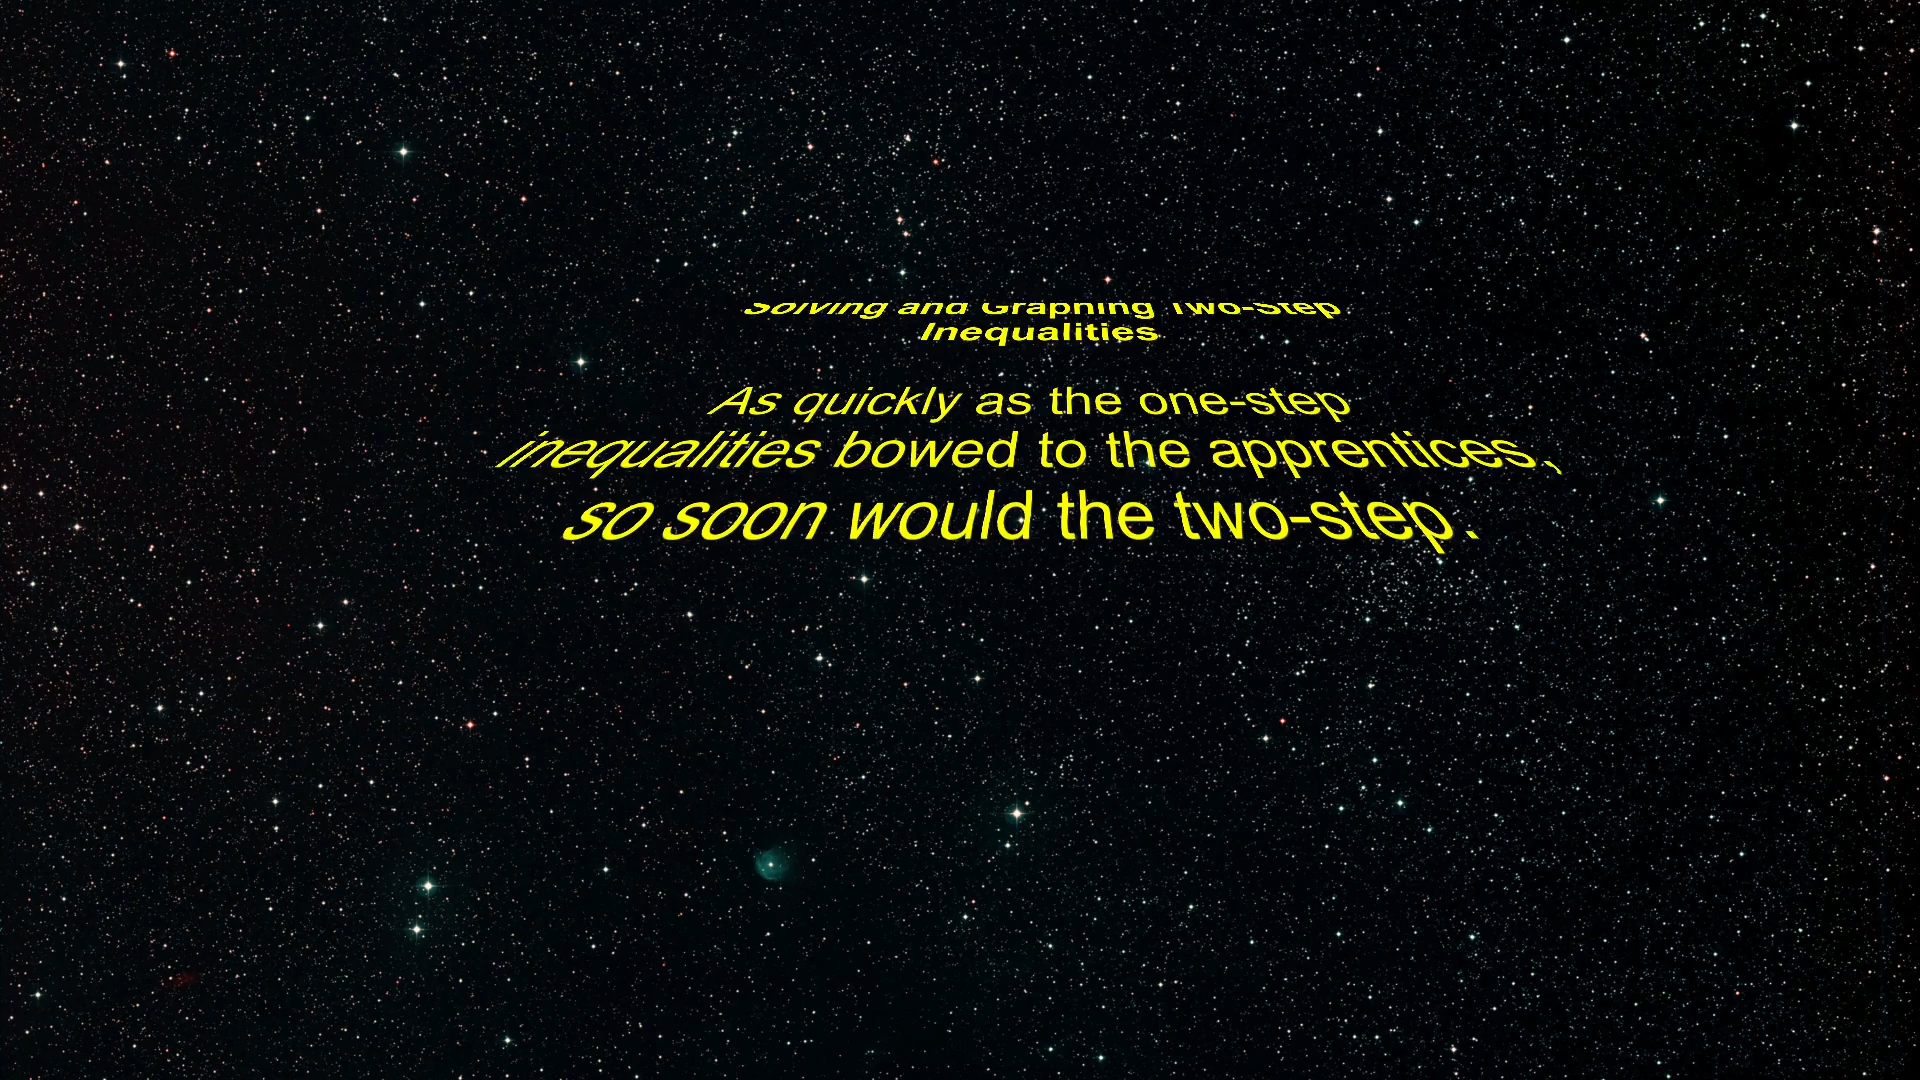 Solving and Graphing Two-Step
Inequalities
As quickly as the one-step
inequalities bowed to the apprentices,
so soon would the two-step.